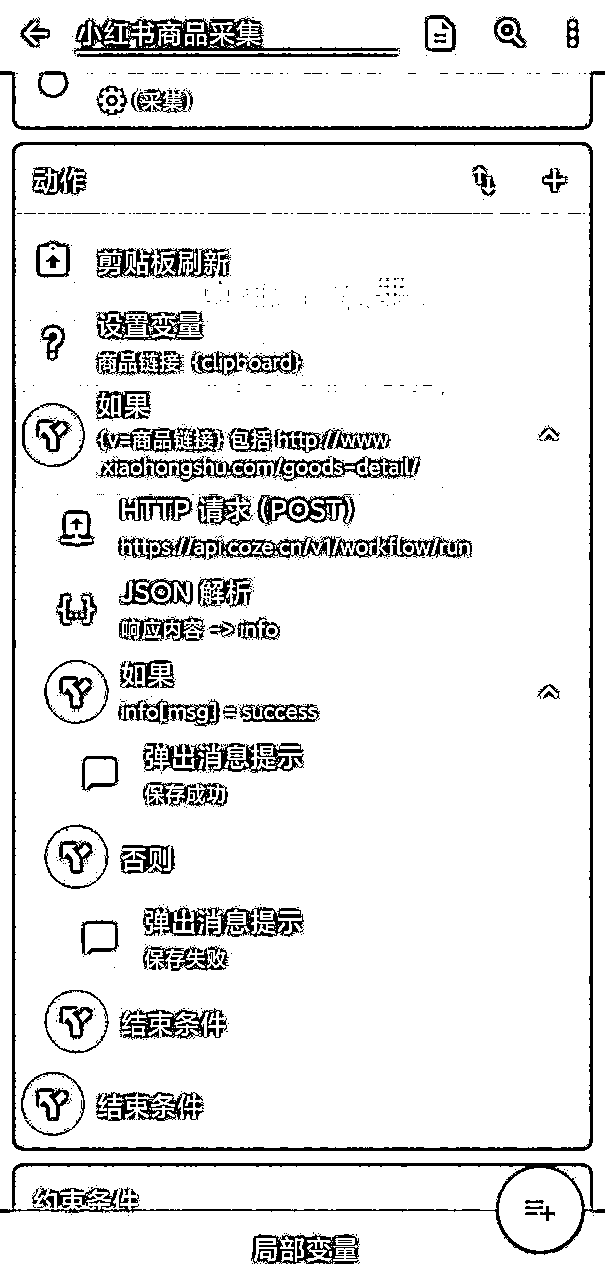 小红书商品采集
(采集)
动作
剪贴板刷新
设置变量
商品链接 {clipboard}
如果
{v=商品链接} 包括 http://www
.xiaohongshu.com/goods-detail/
HTTP 请求 (POST)
https://api.coze.cn/v1/workflow/run
JSON 解析
响应内容 => info
如果
info[msg] = success
弹出消息提示
保存成功
否则
弹出消息提示
保存失败
结束条件
结束条件
约束条件
局部变量